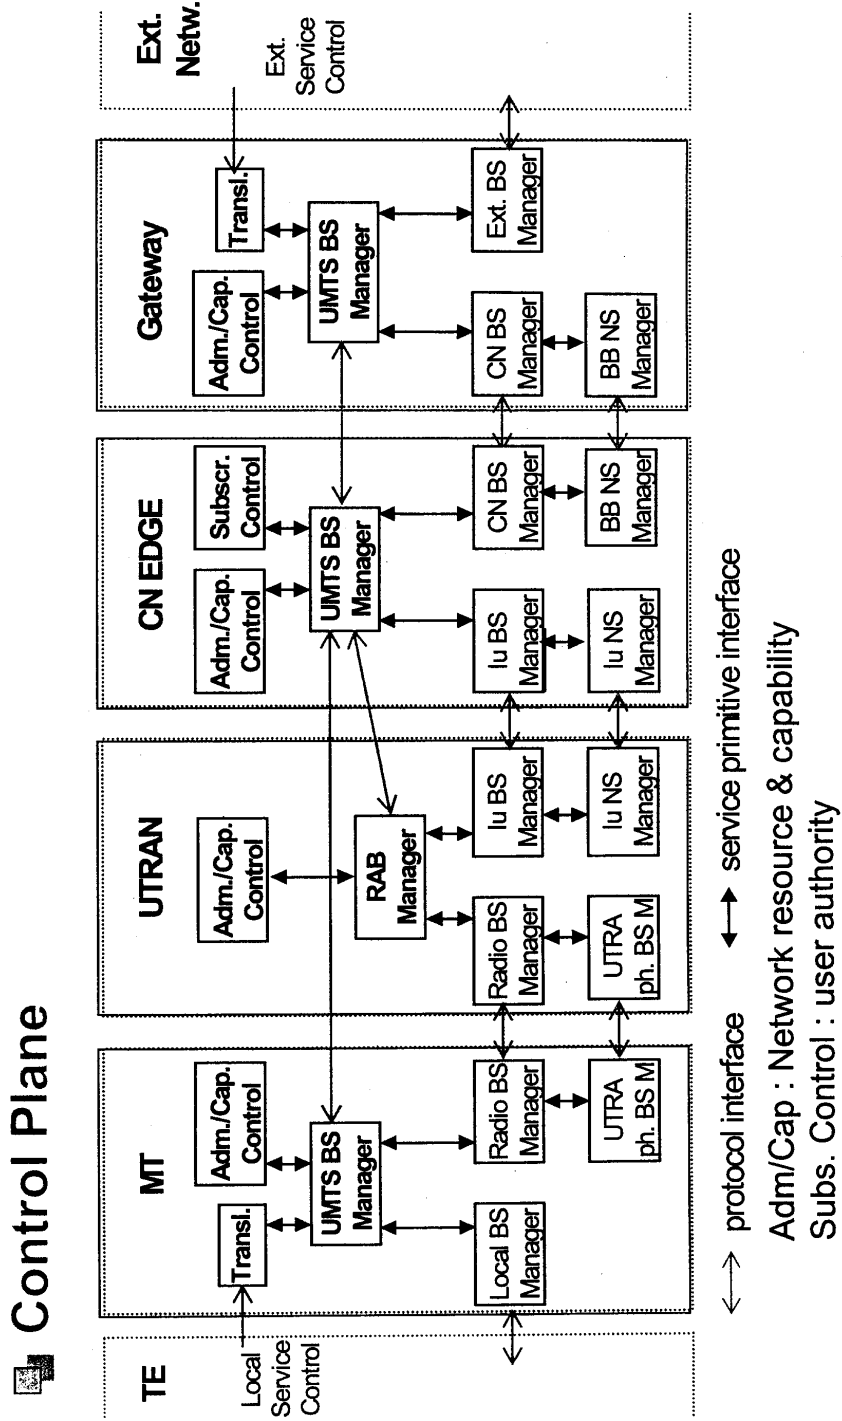 Control Plane
TE
MT
UTRAN
CN EDGE
Gateway
Ext.
Netw.
Local
Service
Control
Transl.
Adm./Cap.
Control
Adm./Cap.
Control
Adm./Cap.
Control
Subscr.
Control
Adm./Cap.
Control
Transl.
Ext.
Service
Control
UMTS BS
Manager
RAB
Manager
UMTS BS
Manager
UMTS BS
Manager
Local BS
Manager
Radio BS
Manager
Radio BS
Manager
Iu BS
Manager
Iu BS
Manager
CN BS
Manager
CN BS
Manager
Ext. BS
Manager
UTRA
ph. BS M
UTRA
ph. BS M
Iu NS
Manager
Iu NS
Manager
BB NS
Manager
BB NS
Manager
protocol interface
service primitive interface
Adm/Cap : Network resource & capability
Subs. Control : user authority